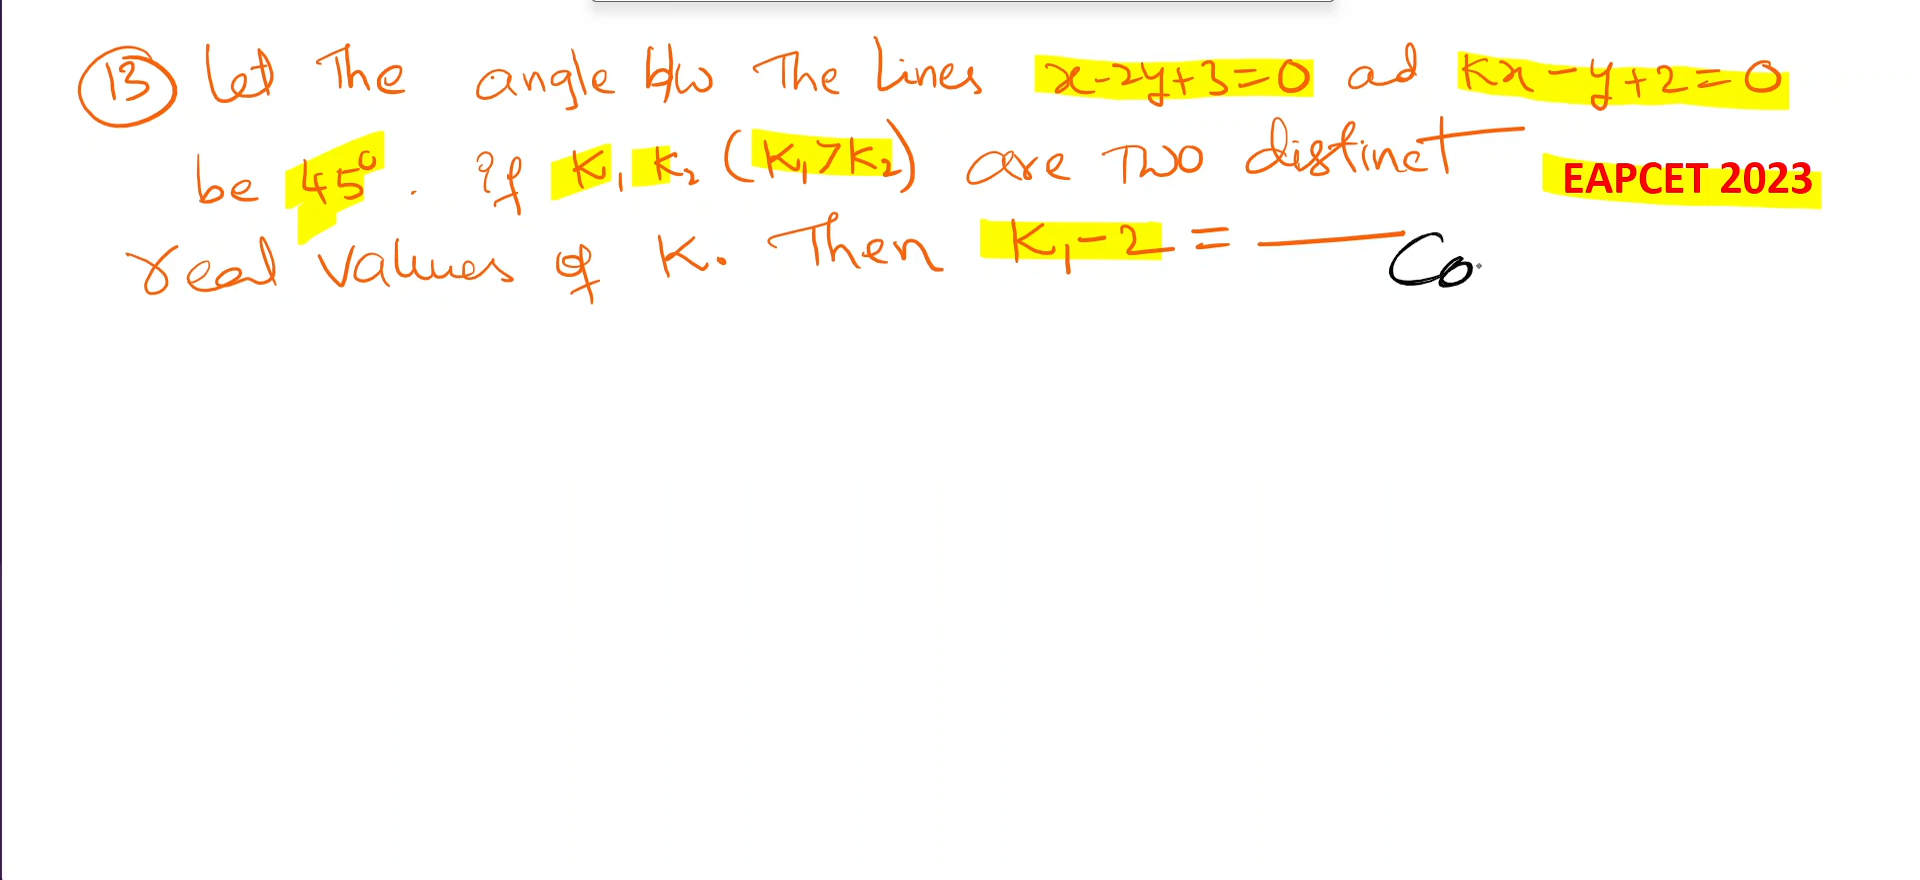 13 Let The angle b/w The Lines x-2y+3=0 ad Kx-y+2=0
be 45°. If K₁ K₂ (K₁>K₂) are Two distinct
EAPCET 2023
real values of K. Then K₁-2 = ——— Co